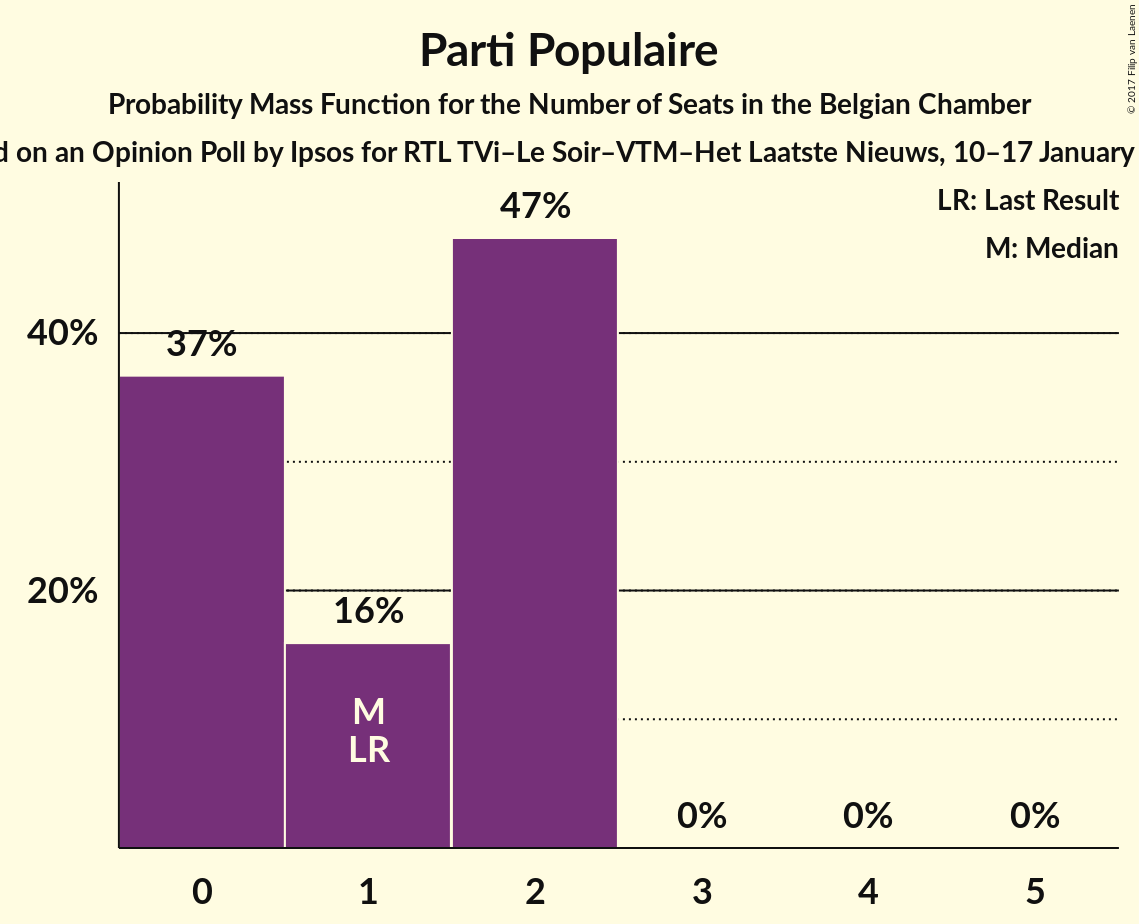 Parti Populaire
Probability Mass Function for the Number of Seats in the Belgian Chamber
on an Opinion Poll by Ipsos for RTL TVi–Le Soir–VTM–Het Laatste Nieuws, 10–17 January
© 2017 Filip van Laenen
LR: Last Result
M: Median
47%
40%
37%
20%
16%
M
LR
0%
0%
0%
0
1
2
3
4
5